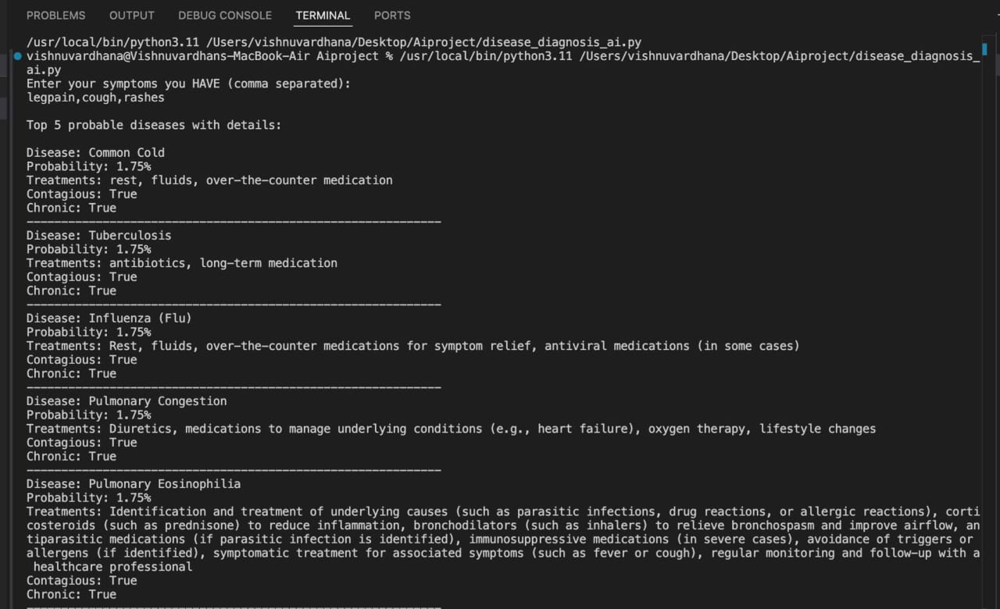 PROBLEMS OUTPUT DEBUG CONSOLE TERMINAL PORTS
/usr/local/bin/python3.11 /Users/vishnuvardhana/Desktop/Aiproject/disease_diagnosis_ai.py
vishnuvardhana@Vishnuvardhans-MacBook-Air Aiproject % /usr/local/bin/python3.11 /Users/vishnuvardhana/Desktop/Aiproject/disease_diagnosis_
ai.py
Enter your symptoms you HAVE (comma separated):
legpain,cough,rashes
Top 5 probable diseases with details:
Disease: Common Cold
Probability: 1.75%
Treatments: rest, fluids, over-the-counter medication
Contagious: True
Chronic: True
------------------------------------------------------------
Disease: Tuberculosis
Probability: 1.75%
Treatments: antibiotics, long-term medication
Contagious: True
Chronic: True
------------------------------------------------------------
Disease: Influenza (Flu)
Probability: 1.75%
Treatments: Rest, fluids, over-the-counter medications for symptom relief, antiviral medications (in some cases)
Contagious: True
Chronic: True
------------------------------------------------------------
Disease: Pulmonary Congestion
Probability: 1.75%
Treatments: Diuretics, medications to manage underlying conditions (e.g., heart failure), oxygen therapy, lifestyle changes
Contagious: True
Chronic: True
------------------------------------------------------------
Disease: Pulmonary Eosinophilia
Probability: 1.75%
Treatments: Identification and treatment of underlying causes (such as parasitic infections, drug reactions, or allergic reactions), corti
costeroids (such as prednisone) to reduce inflammation, bronchodilators (such as inhalers) to relieve bronchospasm and improve airflow, an
tiparasitic medications (if parasitic infection is identified), immunosuppressive medications (in severe cases), avoidance of triggers or
allergens (if identified), symptomatic treatment for associated symptoms (such as fever or cough), regular monitoring and follow-up with a
healthcare professional
Contagious: True
Chronic: True
------------------------------------------------------------